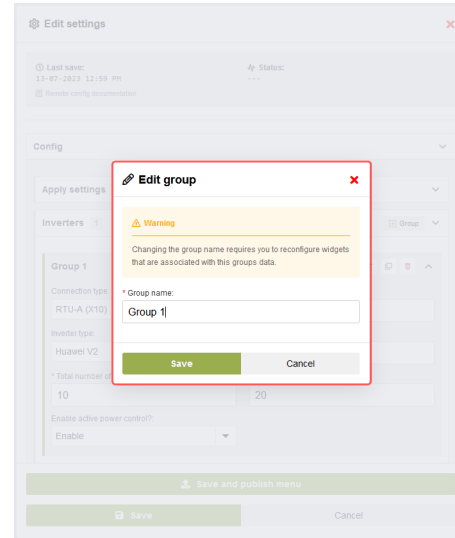 Edit settings
Last save:
Status:
13-07-2023 12:59 PM
---
Remote config documentation
Config
Apply settings
Inverters 1
Group
Edit group
Warning
Changing the group name requires you to reconfigure widgets
that are associated with this groups data.
* Group name:
Group 1
Save
Cancel
Group 1
Connection type:
RTU-A (X10)
Inverter type:
Huawei V2
* Total number of
10
20
Enable active power control?:
Enable
Save and publish menu
Save
Cancel